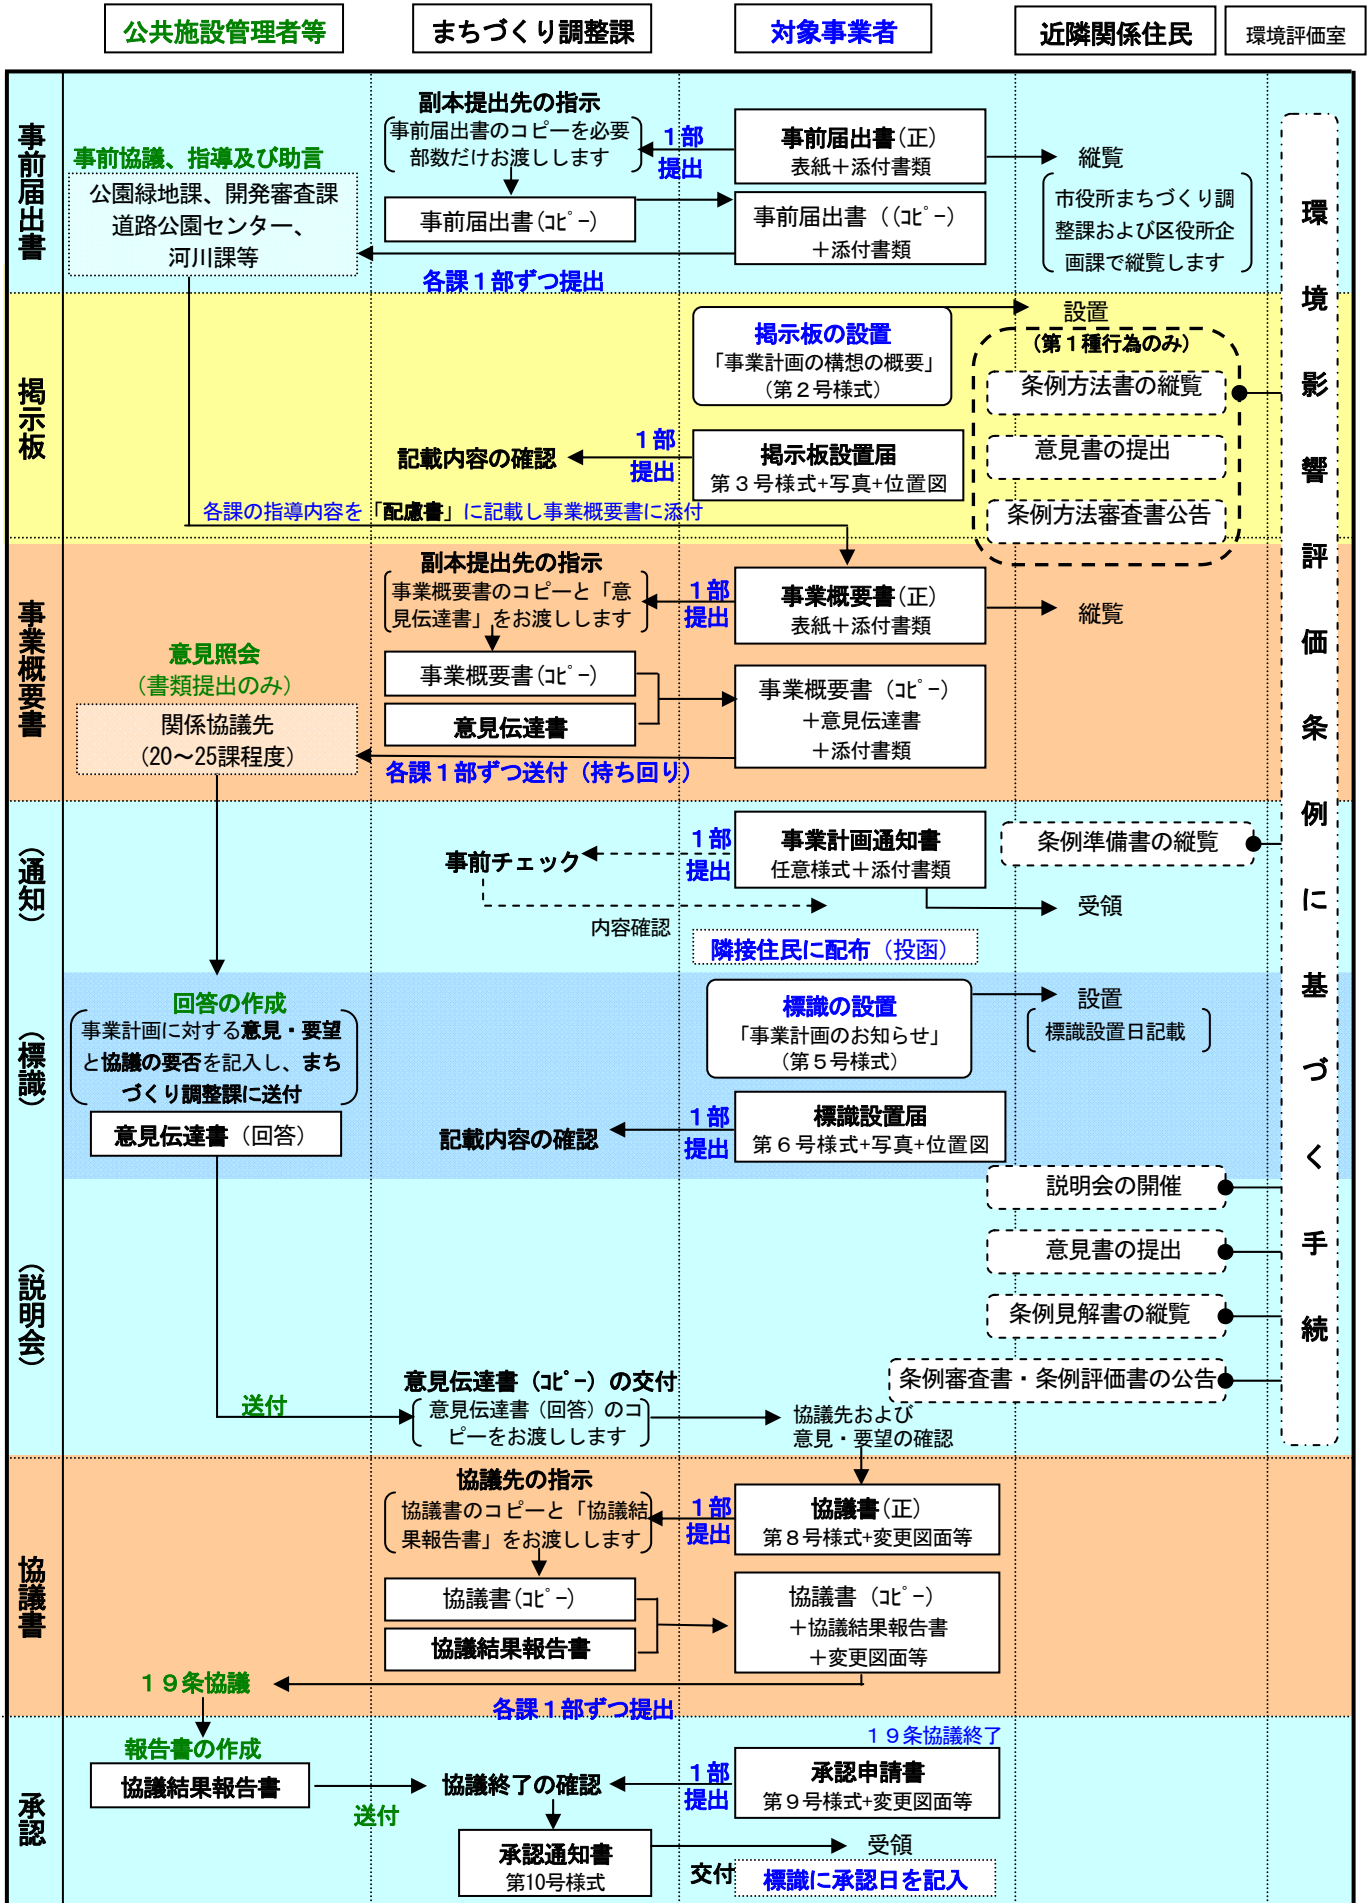 公共施設管理者等
まちづくり調整課
対象事業者
近隣関係住民
環境評価室
事前届出書
副本提出先の指示
事前届出書のコピーを必要
部数だけお渡しします
1部
提出
事前届出書(正)
表紙＋添付書類
縦覧
市役所まちづくり調
整課および区役所企
画課で縦覧します
事前協議、指導及び助言
公園緑地課、開発審査課
道路公園センター、
河川課等
事前届出書(ｺﾋﾟｰ)
事前届出書（(ｺﾋﾟｰ)
＋添付書類
各課１部ずつ提出
環境影響評価条例に基づく手続
掲示板
掲示板の設置
「事業計画の構想の概要」
（第２号様式）
設置
（第１種行為のみ）
条例方法書の縦覧
意見書の提出
条例方法審査書公告
記載内容の確認
1部
提出
掲示板設置届
第３号様式+写真+位置図
各課の指導内容を「配慮書」に記載し事業概要書に添付
事業概要書
副本提出先の指示
事業概要書のコピーと「意
見伝達書」をお渡しします
1部
提出
事業概要書(正)
表紙＋添付書類
縦覧
意見照会
（書類提出のみ）
関係協議先
（20～25課程度）
事業概要書(ｺﾋﾟｰ)
意見伝達書
事業概要書（ｺﾋﾟｰ）
＋意見伝達書
＋添付書類
各課１部ずつ送付（持ち回り）
（通知）
事前チェック
1部
提出
事業計画通知書
任意様式＋添付書類
条例準備書の縦覧
受領
内容確認
隣接住民に配布（投函）
（標識）
回答の作成
事業計画に対する意見・要望
と協議の要否を記入し、まち
づくり調整課に送付
意見伝達書（回答）
標識の設置
「事業計画のお知らせ」
（第５号様式）
設置
標識設置日記載
記載内容の確認
1部
提出
標識設置届
第６号様式+写真+位置図
（説明会）
説明会の開催
意見書の提出
条例見解書の縦覧
条例審査書・条例評価書の公告
送付
意見伝達書（ｺﾋﾟｰ）の交付
意見伝達書（回答）のコ
ピーをお渡しします
協議先および
意見・要望の確認
協議書
協議先の指示
協議書のコピーと「協議結
果報告書」をお渡しします
1部
提出
協議書(正)
第８号様式+変更図面等
協議書(ｺﾋﾟｰ)
協議結果報告書
協議書（ｺﾋﾟｰ）
＋協議結果報告書
＋変更図面等
１９条協議
各課１部ずつ提出
承認
報告書の作成
協議結果報告書
送付
協議終了の確認
1部
提出
１９条協議終了
承認申請書
第９号様式+変更図面等
承認通知書
第10号様式
受領
交付
標識に承認日を記入